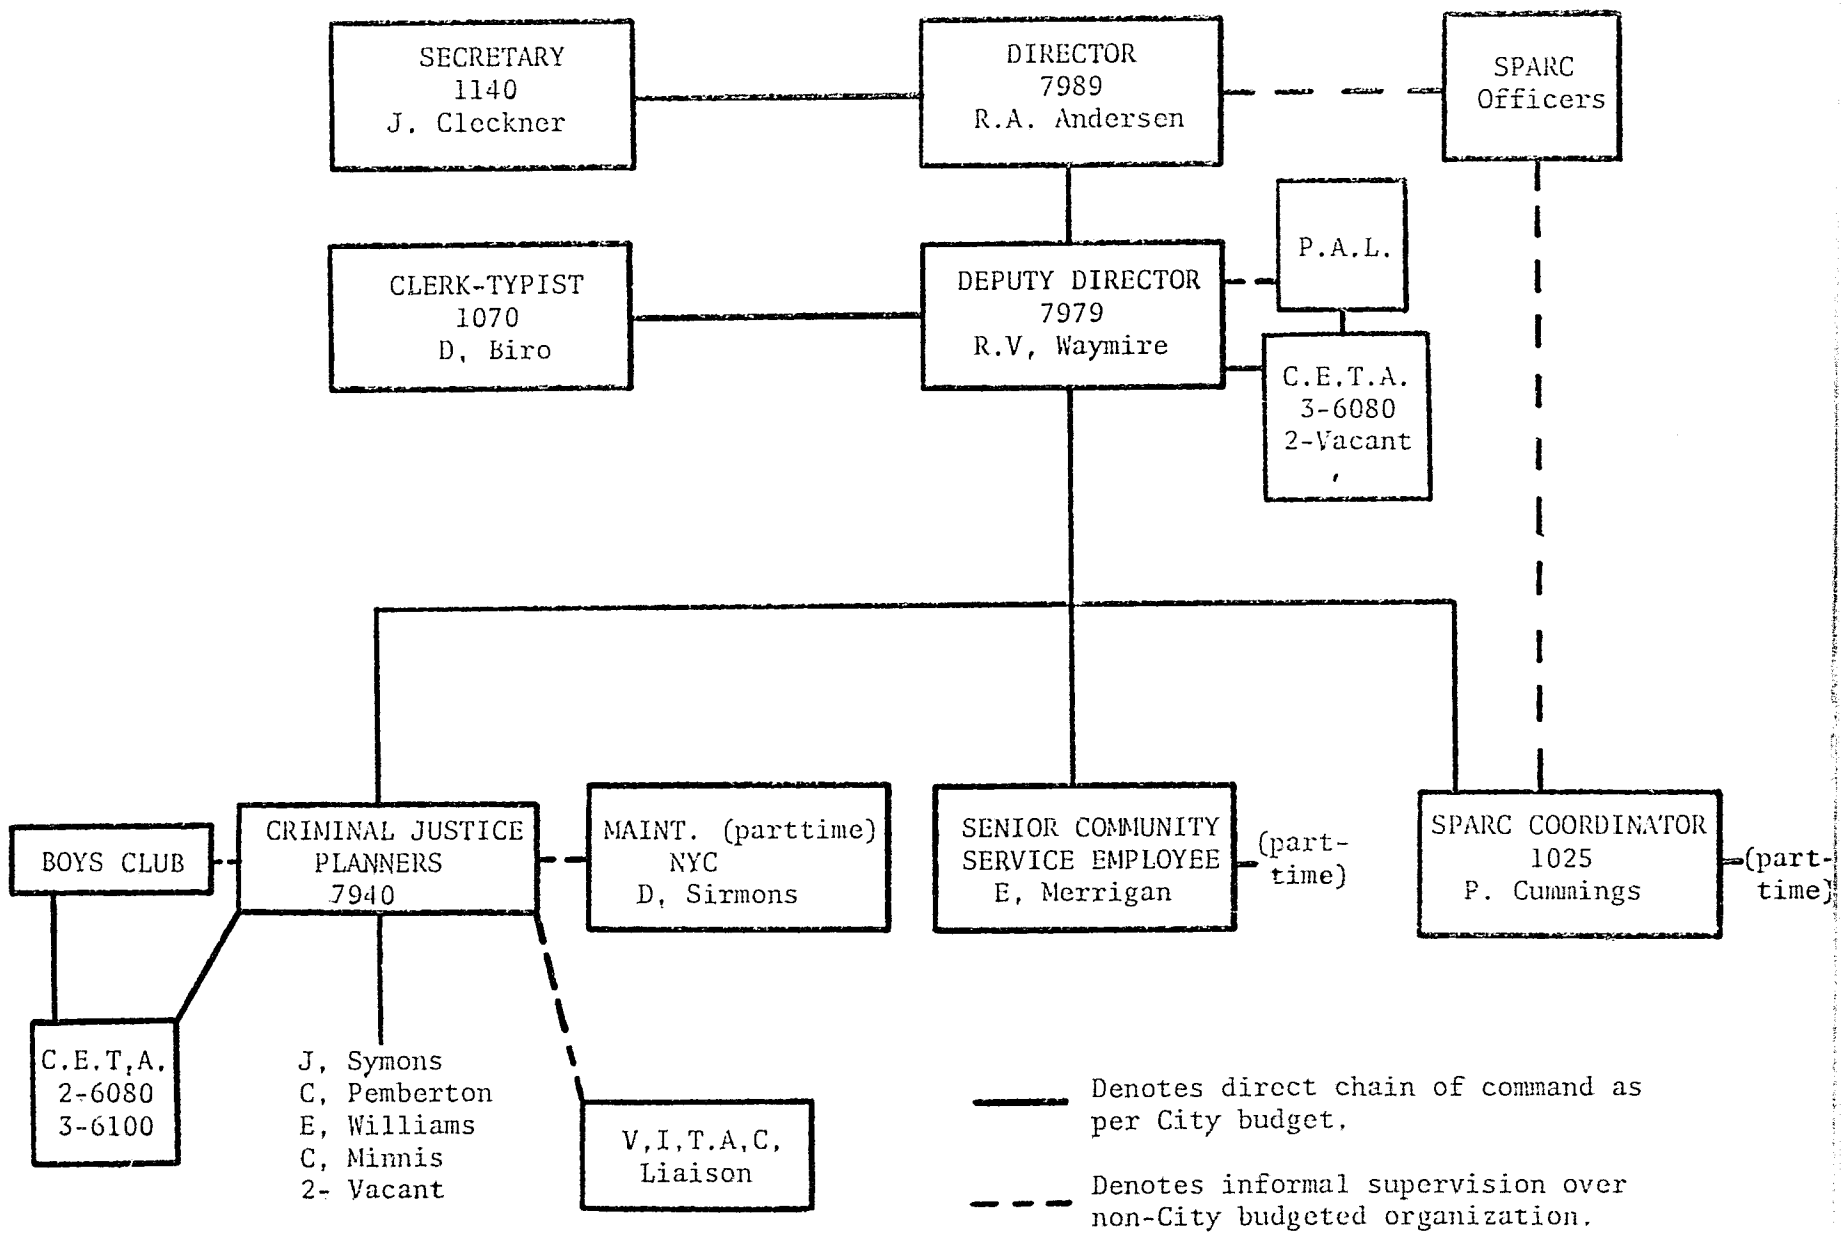 SECRETARY
1140
J. Cleckner
DIRECTOR
7989
R.A. Andersen
SPARC
Officers
P.A.L.
CLERK-TYPIST
1070
D, Biro
DEPUTY DIRECTOR
7979
R.V, Waymire
C.E.T.A.
3-6080
2-Vacant
BOYS CLUB
CRIMINAL JUSTICE
PLANNERS
7940
MAINT. (parttime)
NYC
D, Sirmons
SENIOR COMMUNITY
SERVICE EMPLOYEE
E, Merrigan
(part-
time)
SPARC COORDINATOR
1025
P. Cummings
(part-
time)
C.E.T,A.
2-6080
3-6100
J, Symons
C, Pemberton
E, Williams
C, Minnis
2- Vacant
V,I,T.A,C,
Liaison
Denotes direct chain of command as
per City budget,
Denotes informal supervision over
non-City budgeted organization.